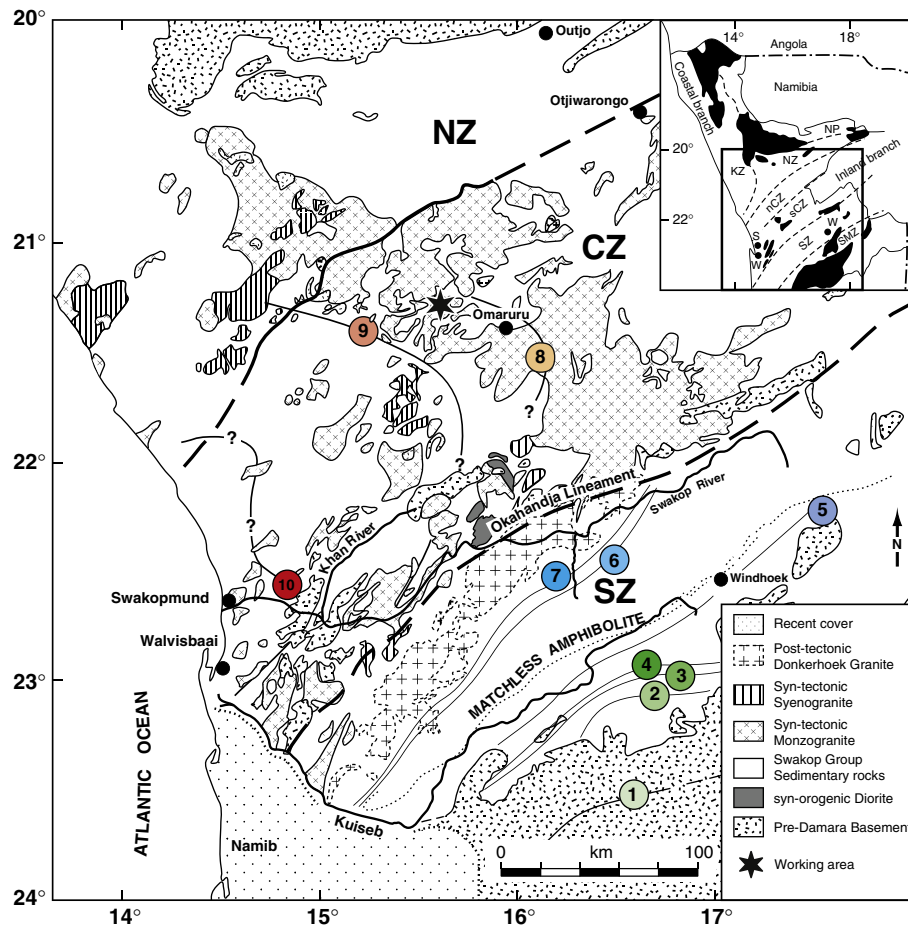 20°
21°
22°
23°
24°
14°
15°
16°
17°
Outjo
Otjiwarongo
NZ
CZ
Omaruru
9
8
?
?
?
?
Okahandja Lineament
Khan River
Swakop River
5
6
7
SZ
10
Swakopmund
Walvisbaai
Windhoek
MATCHLESS AMPHIBOLITE
4
3
2
1
Kuiseb
Namib
ATLANTIC OCEAN
0 km 100
N
14° 18°
Angola
Namibia
Coastal branch
Inland branch
20°
22°
NP
NZ
KZ
nCZ
sCZ
SZ
SMZ
W
S
W
Recent cover
Post-tectonic
Donkerhoek Granite
Syn-tectonic
Syenogranite
Syn-tectonic
Monzogranite
Swakop Group
Sedimentary rocks
syn-orogenic Diorite
Pre-Damara Basement
Working area